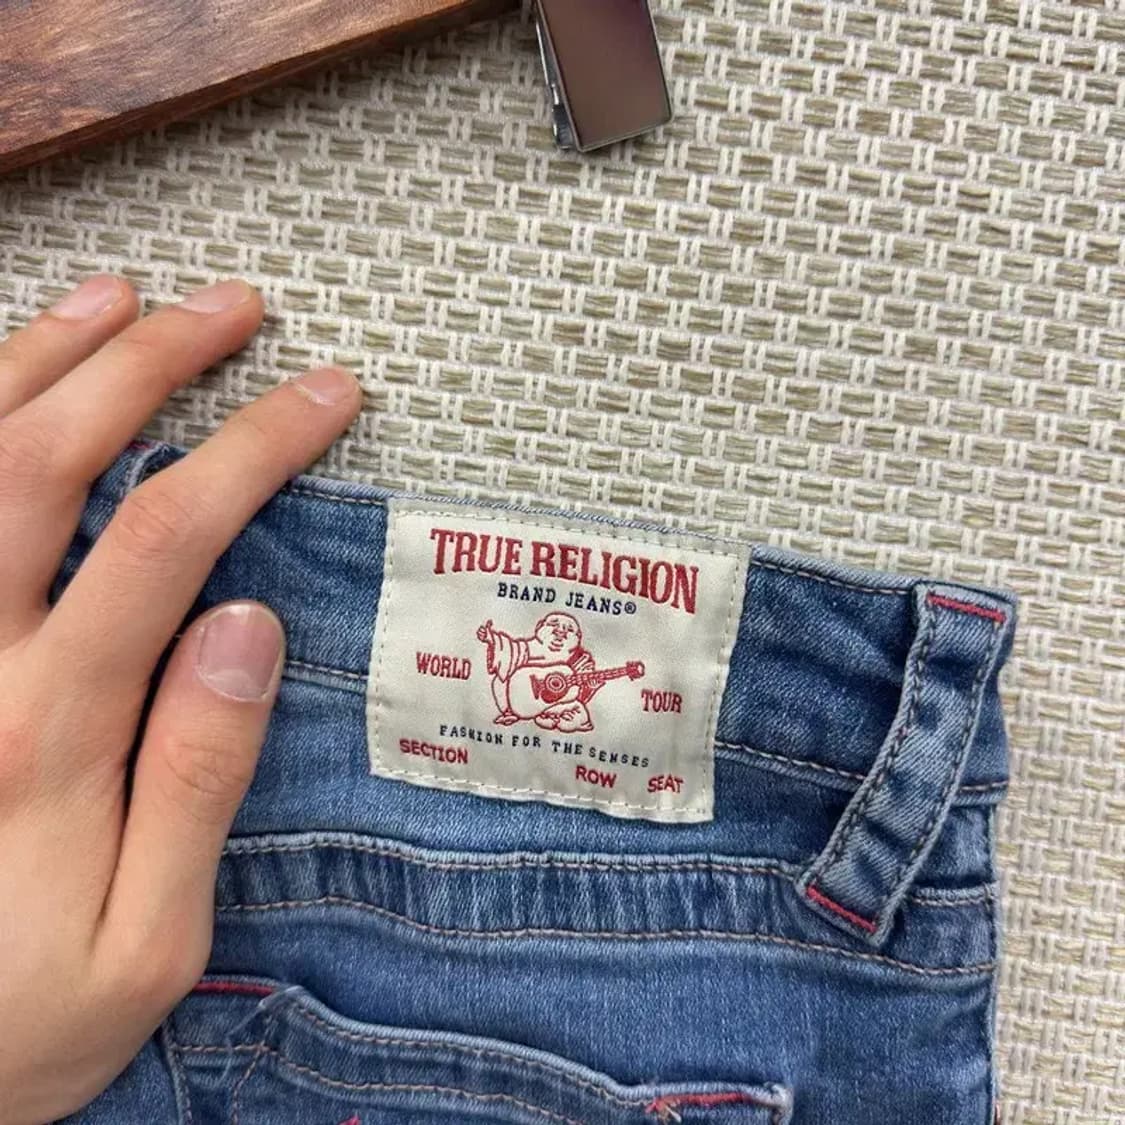 TRUE RELIGION
BRAND JEANS®
WORLD TOUR
FASHION FOR THE SENSES
SECTION ROW SEAT